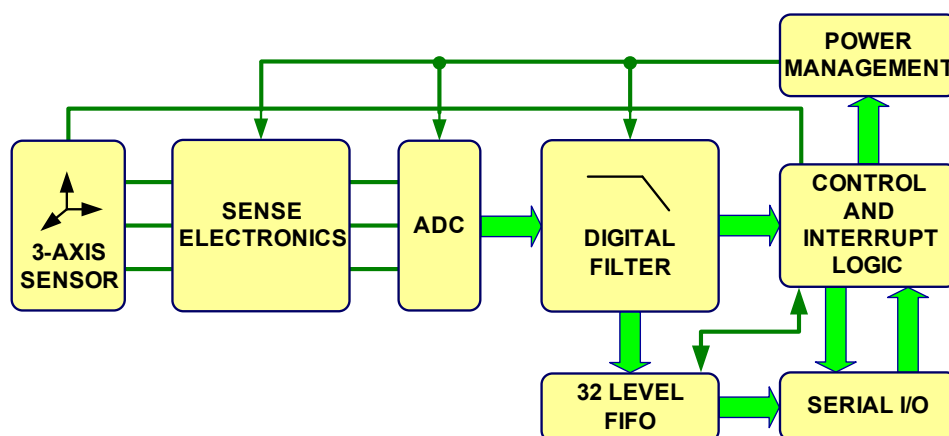 POWER
MANAGEMENT
3-AXIS
SENSOR
SENSE
ELECTRONICS
ADC
DIGITAL
FILTER
CONTROL
AND
INTERRUPT
LOGIC
32 LEVEL
FIFO
SERIAL I/O